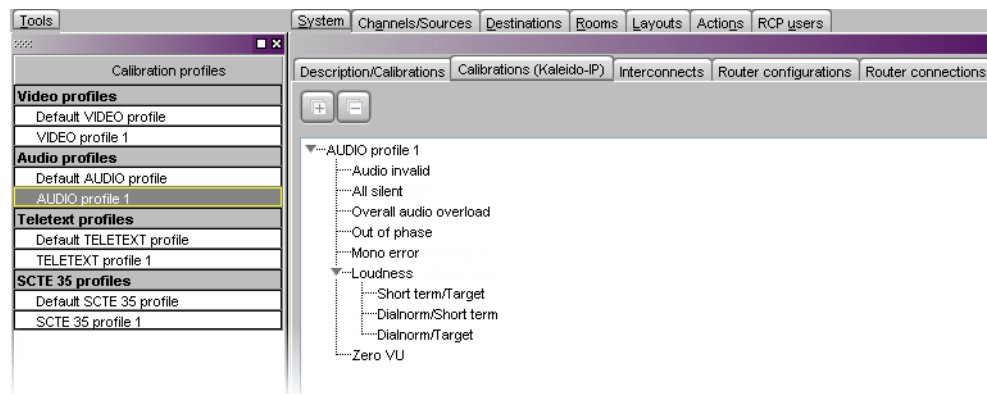 Tools
System Channels/Sources Destinations Rooms Layouts Actions RCP users
Calibration profiles
Description/Calibrations Calibrations (Kaleido-IP) Interconnects Router configurations Router connections
Video profiles
Default VIDEO profile
VIDEO profile 1
Audio profiles
Default AUDIO profile
AUDIO profile 1
Teletext profiles
Default TELETEXT profile
TELETEXT profile 1
SCTE 35 profiles
Default SCTE 35 profile
SCTE 35 profile 1
AUDIO profile 1
Audio invalid
All silent
Overall audio overload
Out of phase
Mono error
Loudness
Short term/Target
Dialnorm/Short term
Dialnorm/Target
Zero VU